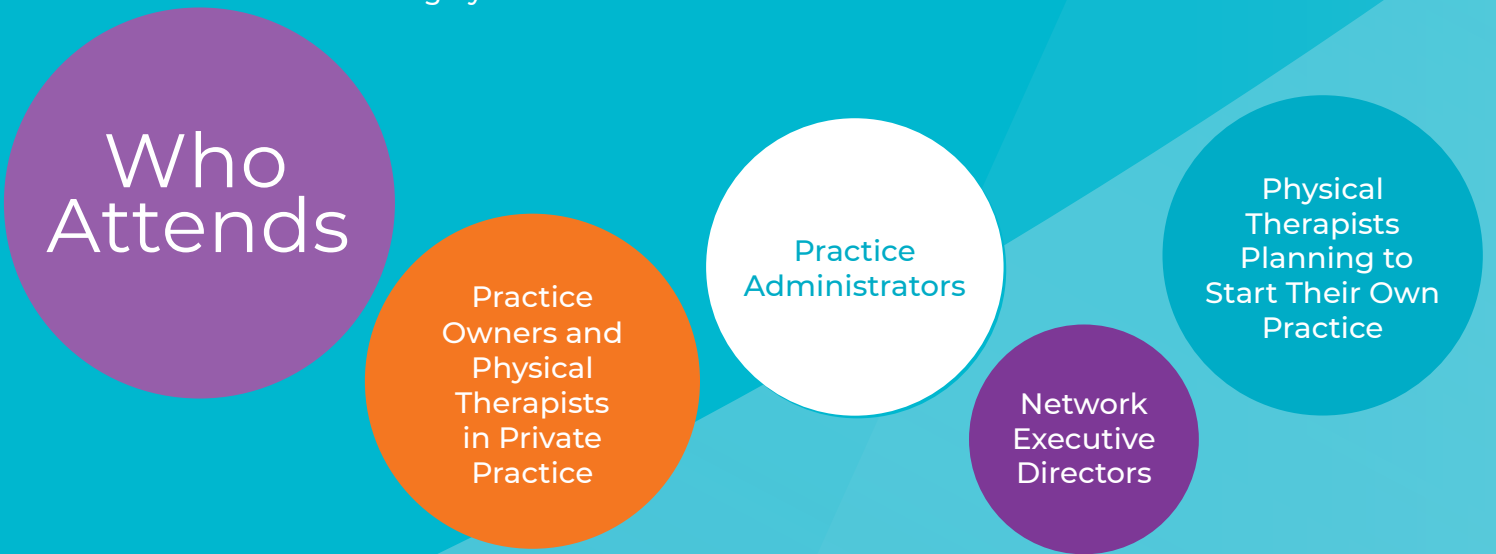 Who
Attends
Practice
Owners and
Physical
Therapists
in Private
Practice
Practice
Administrators
Network
Executive
Directors
Physical
Therapists
Planning to
Start Their Own
Practice